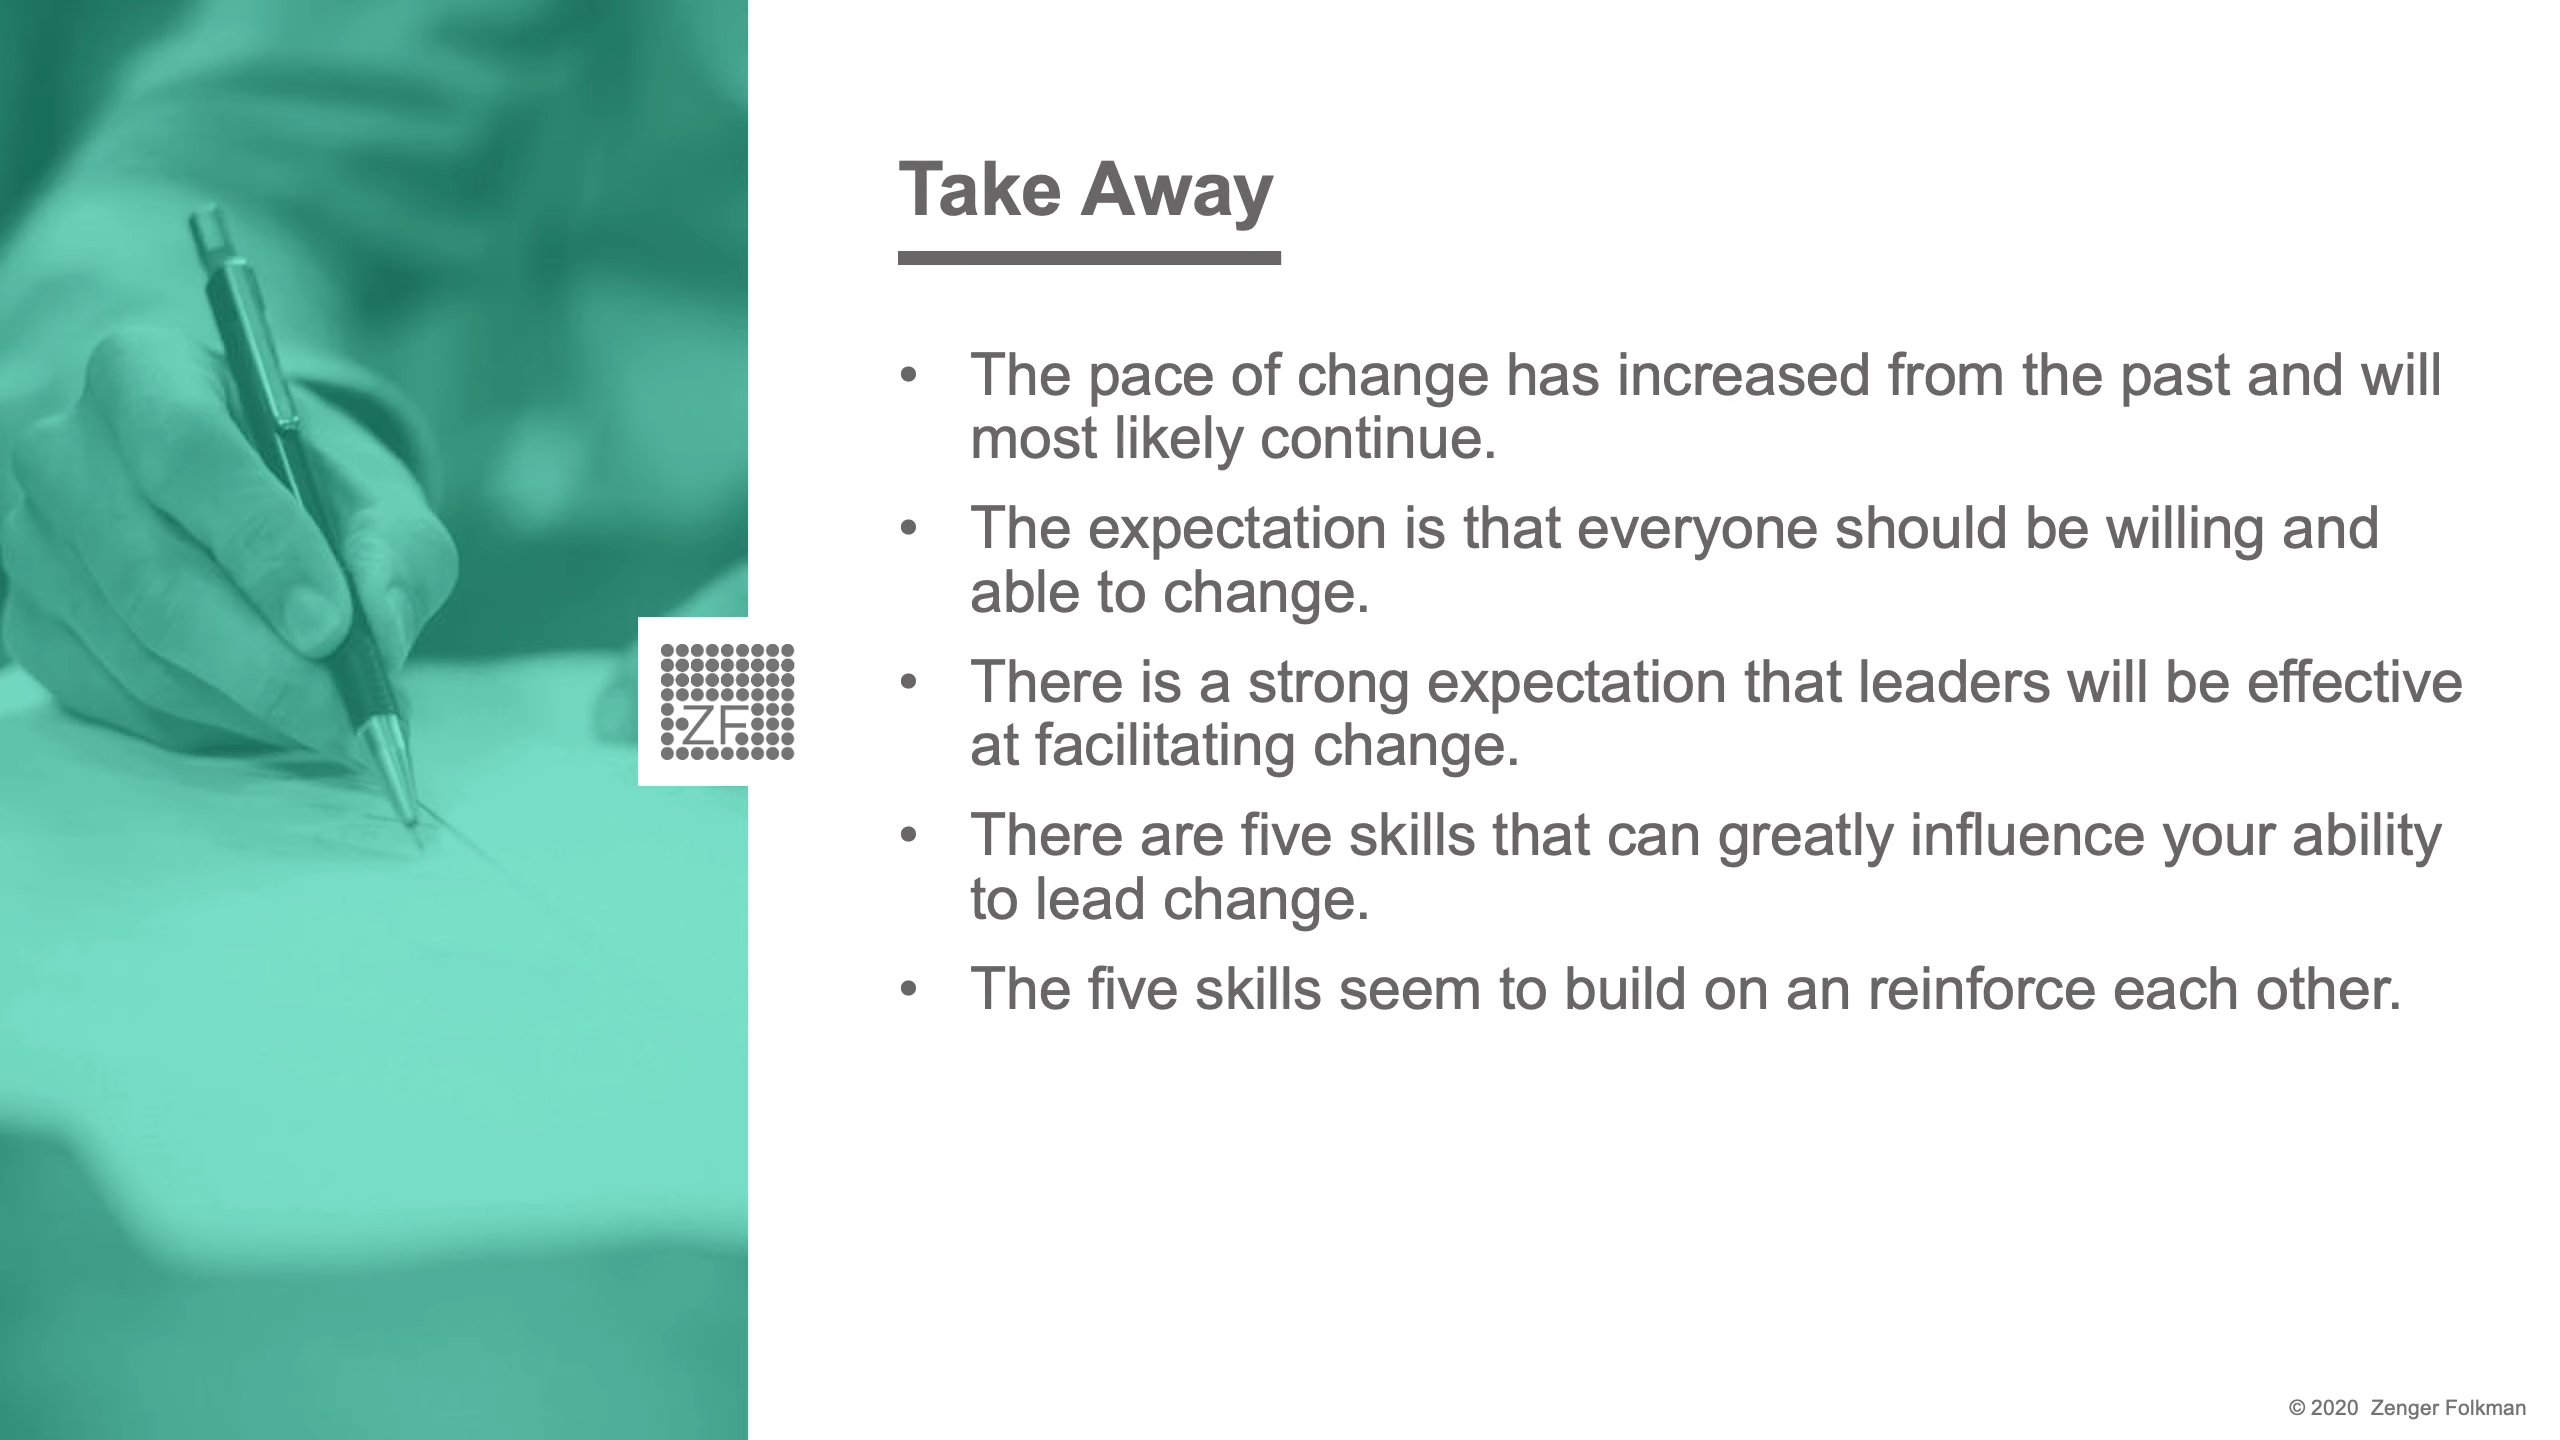 Take Away
• The pace of change has increased from the past and will
most likely continue.
• The expectation is that everyone should be willing and
able to change.
• There is a strong expectation that leaders will be effective
at facilitating change.
• There are five skills that can greatly influence your ability
to lead change.
• The five skills seem to build on an reinforce each other.
ZF
© 2020 Zenger Folkman